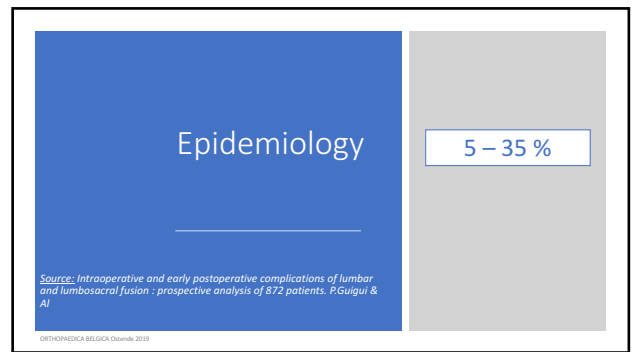 Epidemiology
5 – 35 %
Source: Intraoperative and early postoperative complications of lumbar
and lumbosacral fusion : prospective analysis of 872 patients. P.Guigui &
Al
ORTHOPAEDICA BELGICA Ostende 2019